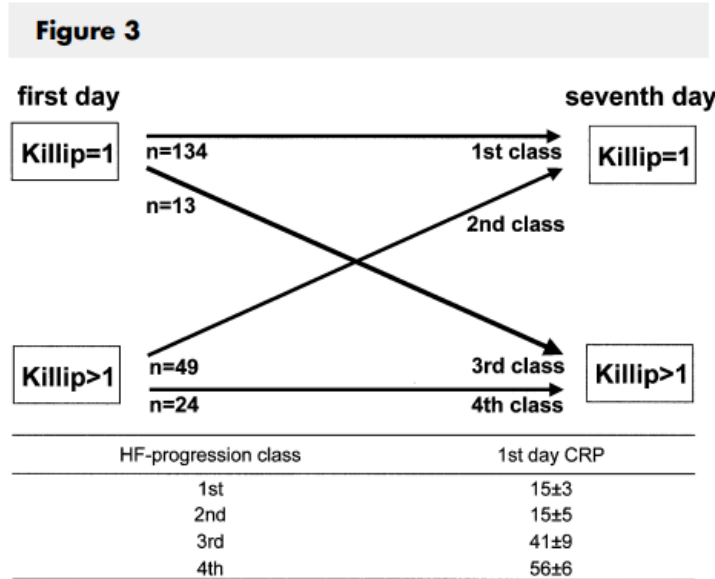 Figure 3
first day
seventh day
Killip=1
n=134
1st class
Killip=1
n=13
2nd class
Killip>1
n=49
3rd class
Killip>1
n=24
4th class
HF-progression class 1st day CRP
1st 15±3
2nd 15±5
3rd 41±9
4th 56±6